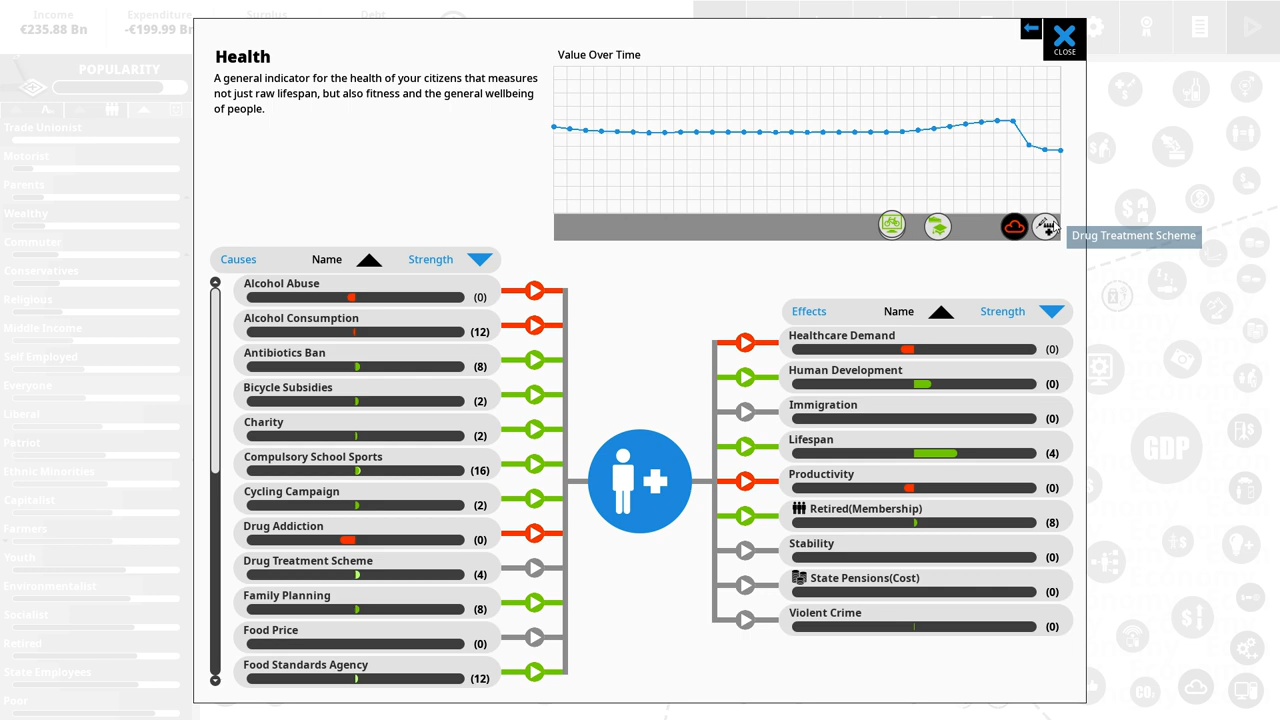 Income
Expenditure
Surplus
Debt
€235.88 Bn
-€199.99 Bn
POPULARITY
Trade Unionist
Motorist
Parents
Wealthy
Commuter
Conservatives
Religious
Middle Income
Self Employed
Everyone
Liberal
Patriot
Ethnic Minorities
Capitalist
Farmers
Youth
Environmentalist
Socialist
Retired
State Employees
Poor
Health
A general indicator for the health of your citizens that measures
not just raw lifespan, but also fitness and the general wellbeing
of people.
Value Over Time
CLOSE
Drug Treatment Scheme
Causes Name Strength
Alcohol Abuse
(0)
Alcohol Consumption
(12)
Antibiotics Ban
(8)
Bicycle Subsidies
(2)
Charity
(2)
Compulsory School Sports
(16)
Cycling Campaign
(2)
Drug Addiction
(0)
Drug Treatment Scheme
(4)
Family Planning
(8)
Food Price
(0)
Food Standards Agency
(12)
Effects Name Strength
Healthcare Demand
(0)
Human Development
(0)
Immigration
(0)
Lifespan
(4)
Productivity
(0)
Retired(Membership)
(8)
Stability
(0)
State Pensions(Cost)
(0)
Violent Crime
(0)
GDP
CO₂